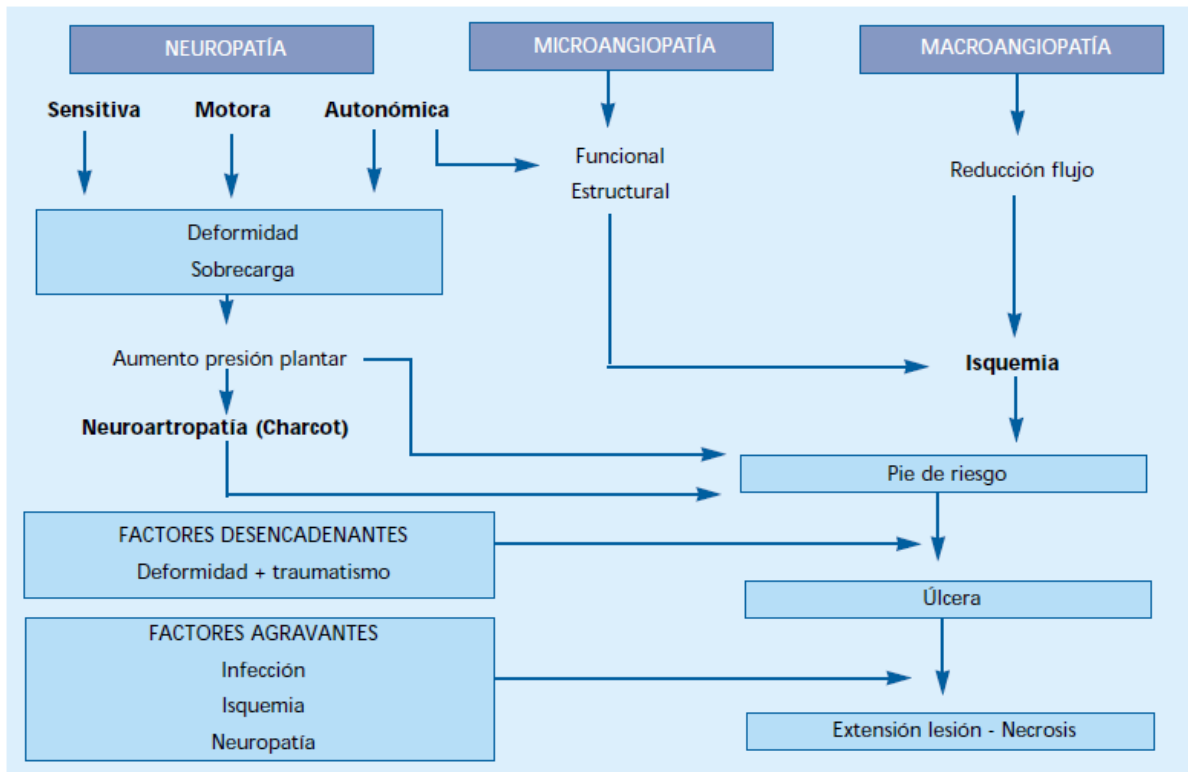 NEUROPATÍA
MICROANGIOPATÍA
MACROANGIOPATÍA
Sensitiva
Motora
Autonómica
Funcional
Estructural
Reducción flujo
Deformidad
Sobrecarga
Aumento presión plantar
Isquemia
Neuroartropatía (Charcot)
Pie de riesgo
FACTORES DESENCADENANTES
Deformidad + traumatismo
Úlcera
FACTORES AGRAVANTES
Infección
Isquemia
Neuropatía
Extensión lesión - Necrosis